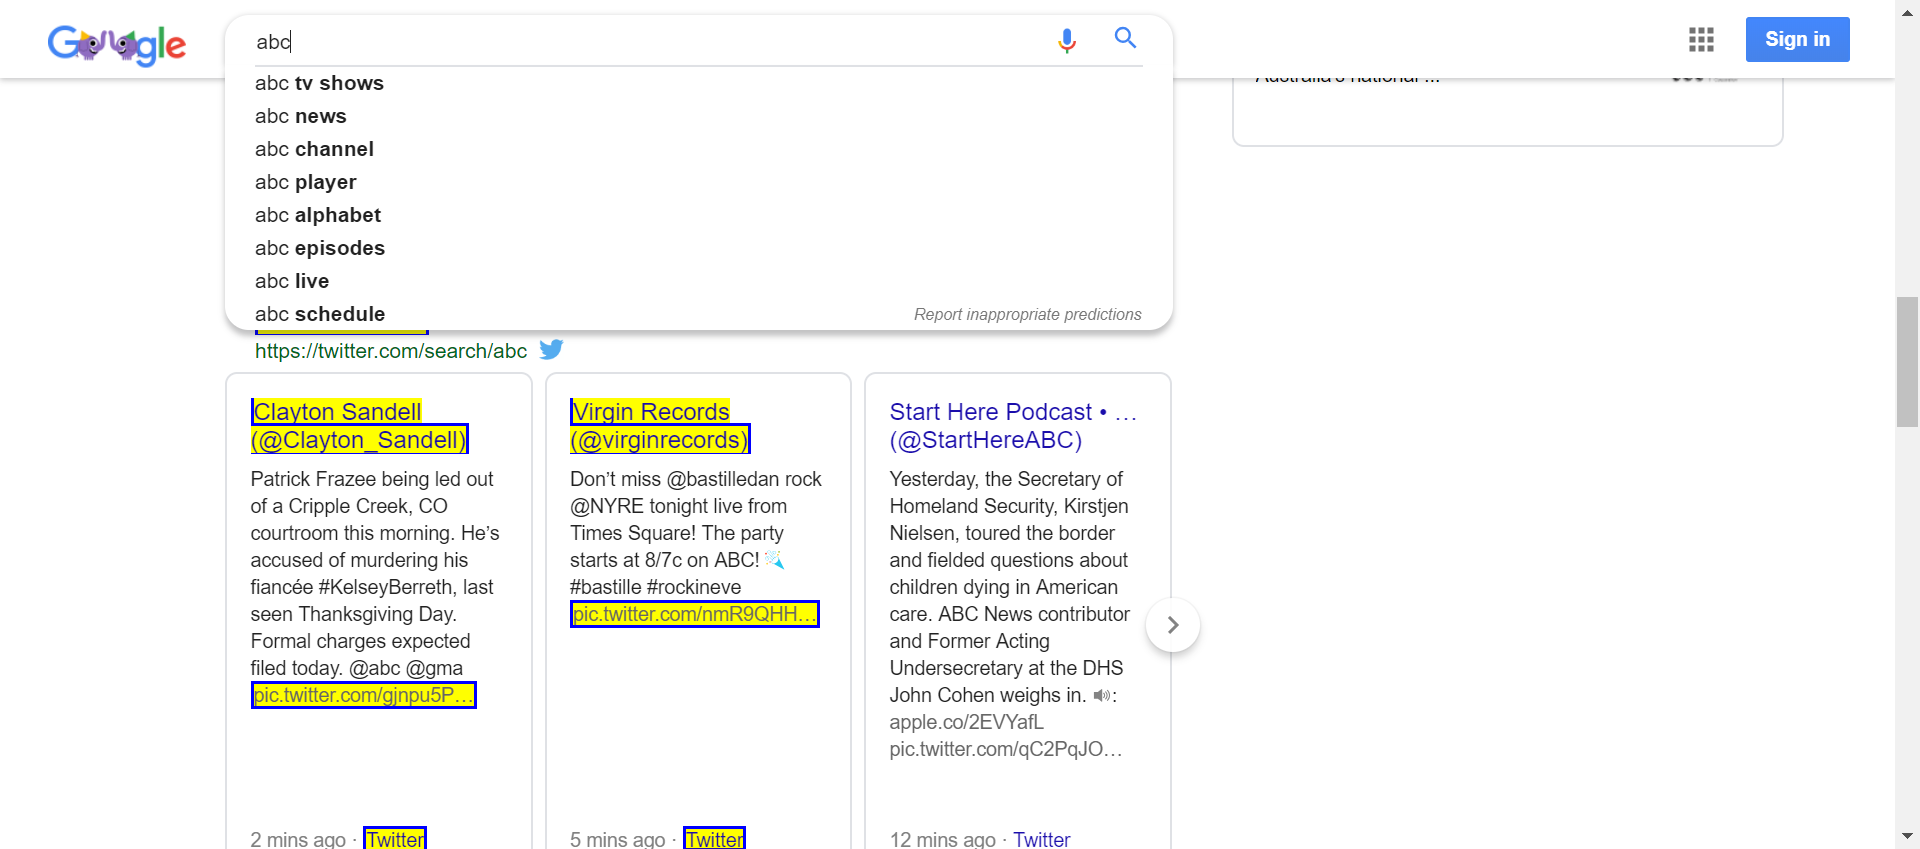 Google
abc
Sign in
Australia's national ...
abc tv shows
abc news
abc channel
abc player
abc alphabet
abc episodes
abc live
abc schedule
Report inappropriate predictions
https://twitter.com/search/abc
Clayton Sandell
(@Clayton_Sandell)
Patrick Frazee being led out
of a Cripple Creek, CO
courtroom this morning. He’s
accused of murdering his
fiancée #KelseyBerreth, last
seen Thanksgiving Day.
Formal charges expected
filed today. @abc @gma
pic.twitter.com/gjnpu5P…
2 mins ago · Twitter
Virgin Records
(@virginrecords)
Don’t miss @bastilledan rock
@NYRE tonight live from
Times Square! The party
starts at 8/7c on ABC!
#bastille #rockineve
pic.twitter.com/nmR9QHH…
5 mins ago · Twitter
Start Here Podcast • …
(@StartHereABC)
Yesterday, the Secretary of
Homeland Security, Kirstjen
Nielsen, toured the border
and fielded questions about
children dying in American
care. ABC News contributor
and Former Acting
Undersecretary at the DHS
John Cohen weighs in. 🔊:
apple.co/2EVYafL
pic.twitter.com/qC2PqJO…
12 mins ago · Twitter